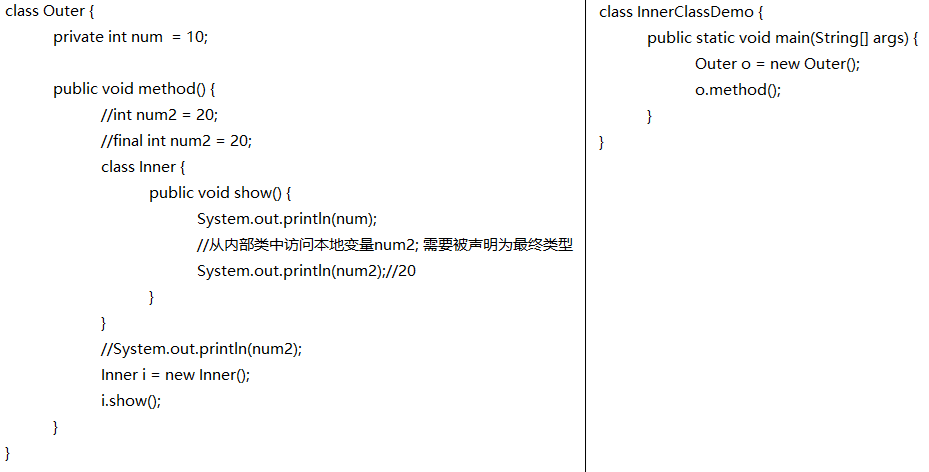 class Outer {
private int num  = 10;
public void method() {
//int num2 = 20;
//final int num2 = 20;
class Inner {
public void show() {
System.out.println(num);
//从内部类中访问本地变量num2; 需要被声明为最终类型
System.out.println(num2);//20
}
}
//System.out.println(num2);
Inner i = new Inner();
i.show();
}
}
class InnerClassDemo {
public static void main(String[] args) {
Outer o = new Outer();
o.method();
}
}